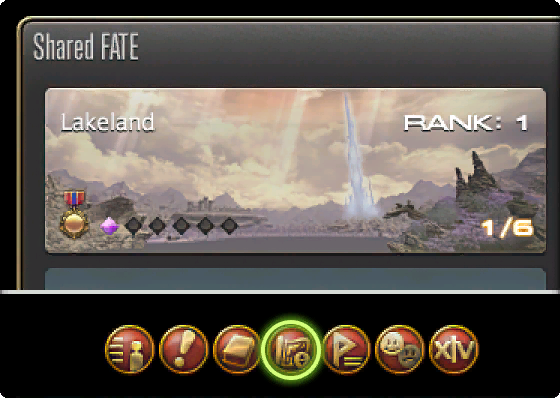 Shared FATE
Lakeland
RANK: 1
1/6
XIV